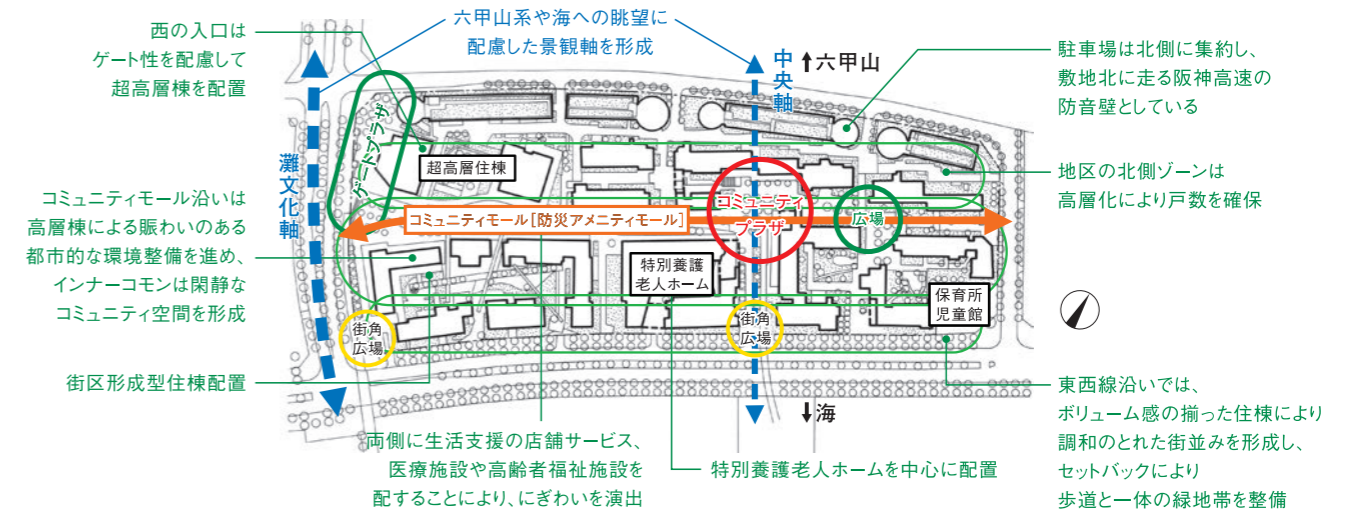 西の入口は
ゲート性を配慮して
超高層棟を配置
六甲山系や海への眺望に
配慮した景観軸を形成
中央軸
↑六甲山
駐車場は北側に集約し、
敷地北に走る阪神高速の
防音壁としている
灘文化軸
ゲードプラザ
超高層住棟
地区の北側ゾーンは
高層化により戸数を確保
コミュニティモール沿いは
高層棟による賑わいのある
都市的な環境整備を進め、
インナーコモンは閑静な
コミュニティ空間を形成
コミュニティモール[防災アメニティモール]
コミュニティ
プラザ
広場
特別養護
老人ホーム
保育所
児童館
街角
広場
街角
広場
街区形成型住棟配置
↓海
両側に生活支援の店舗サービス、
医療施設や高齢者福祉施設を
配することにより、にぎわいを演出
特別養護老人ホームを中心に配置
東西線沿いでは、
ボリューム感の揃った住棟により
調和のとれた街並みを形成し、
セットバックにより
歩道と一体の緑地帯を整備